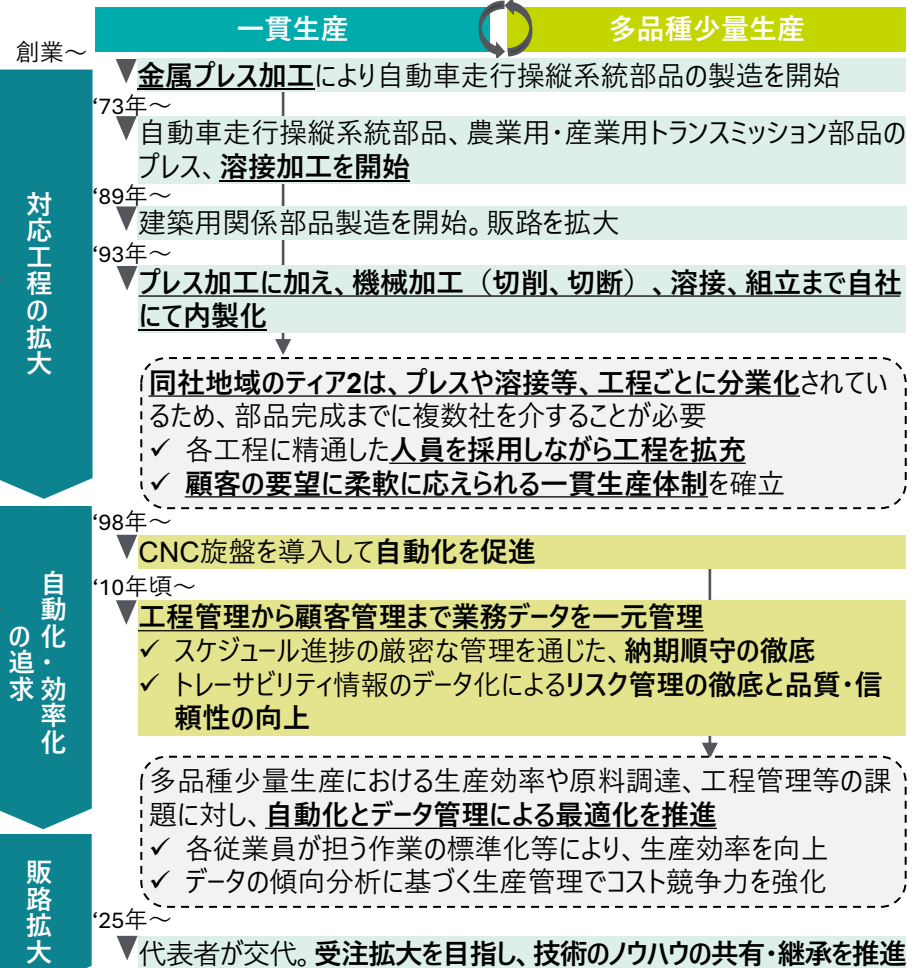 一貫生産
多品種少量生産
創業～
金属プレス加工により自動車走行操縦系統部品の製造を開始
‘73年～
自動車走行操縦系統部品、農業用・産業用トランスミッション部品の
プレス、溶接加工を開始
‘89年～
建築用関係部品製造を開始。販路を拡大
‘93年～
プレス加工に加え、機械加工（切削、切断）、溶接、組立まで自社
にて内製化
対応工程の拡大
同社地域のティア2は、プレスや溶接等、工程ごとに分業化されてい
るため、部品完成までに複数社を介することが必要
✓ 各工程に精通した人員を採用しながら工程を拡充
✓ 顧客の要望に柔軟に応えられる一貫生産体制を確立
‘98年～
CNC旋盤を導入して自動化を促進
‘10年頃～
工程管理から顧客管理まで業務データを一元管理
✓ スケジュール進捗の厳密な管理を通じた、納期順守の徹底
✓ トレーサビリティ情報のデータ化によるリスク管理の徹底と品質・信
頼性の向上
自動化・効率化
の追求
多品種少量生産における生産効率や原料調達、工程管理等の課
題に対し、自動化とデータ管理による最適化を推進
✓ 各従業員が担う作業の標準化等により、生産効率を向上
✓ データの傾向分析に基づく生産管理でコスト競争力を強化
販路拡大
‘25年～
代表者が交代。受注拡大を目指し、技術のノウハウの共有・継承を推進